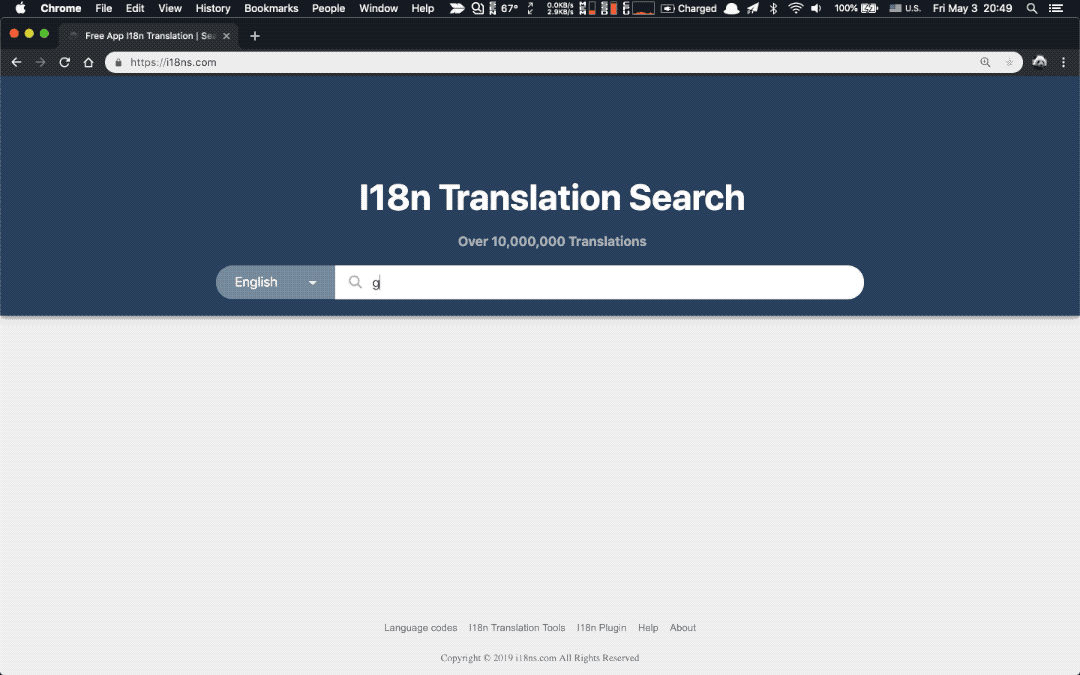 Chrome File Edit View History Bookmarks People Window Help 67° 0.0KB/s 2.9KB/s Charged 100% U.S. Fri May 3 20:49
Free App I18n Translation | Sea
https://i18ns.com
I18n Translation Search
Over 10,000,000 Translations
English g
Language codes I18n Translation Tools I18n Plugin Help About
Copyright © 2019 i18ns.com All Rights Reserved